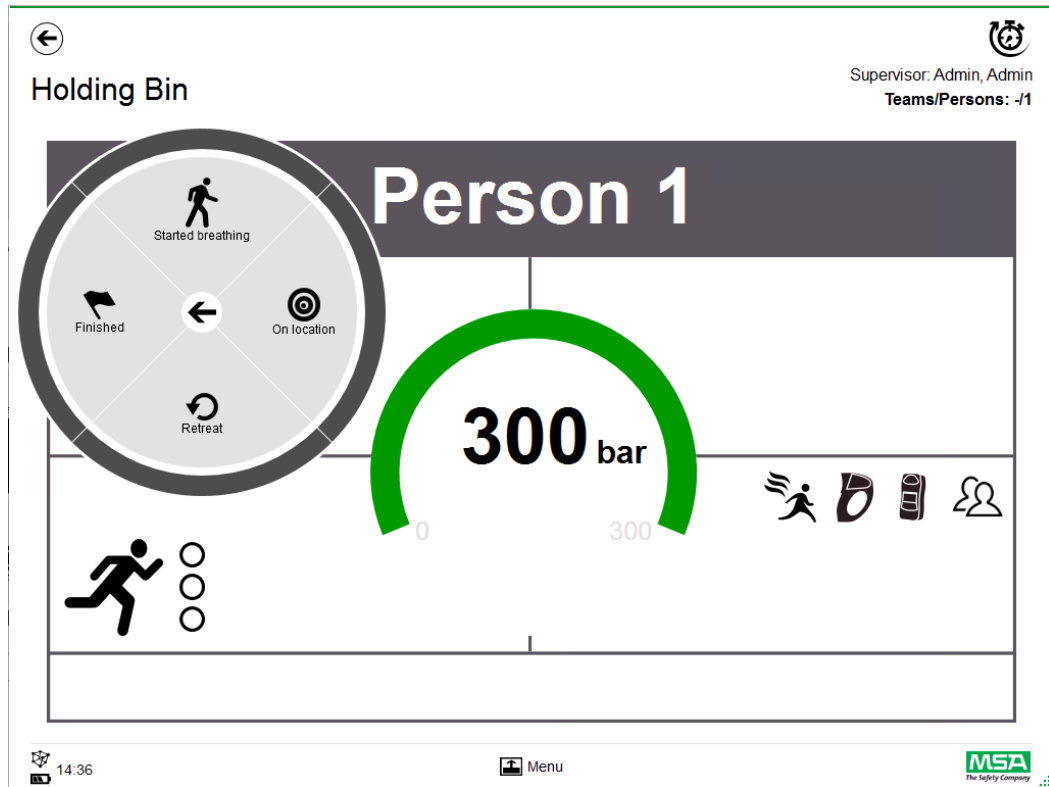 Holding Bin
Supervisor: Admin, Admin
Teams/Persons: -/1
Person 1
Started breathing
Finished
On location
Retreat
300 bar
0
300
14:36
Menu
MSA
The Safety Company